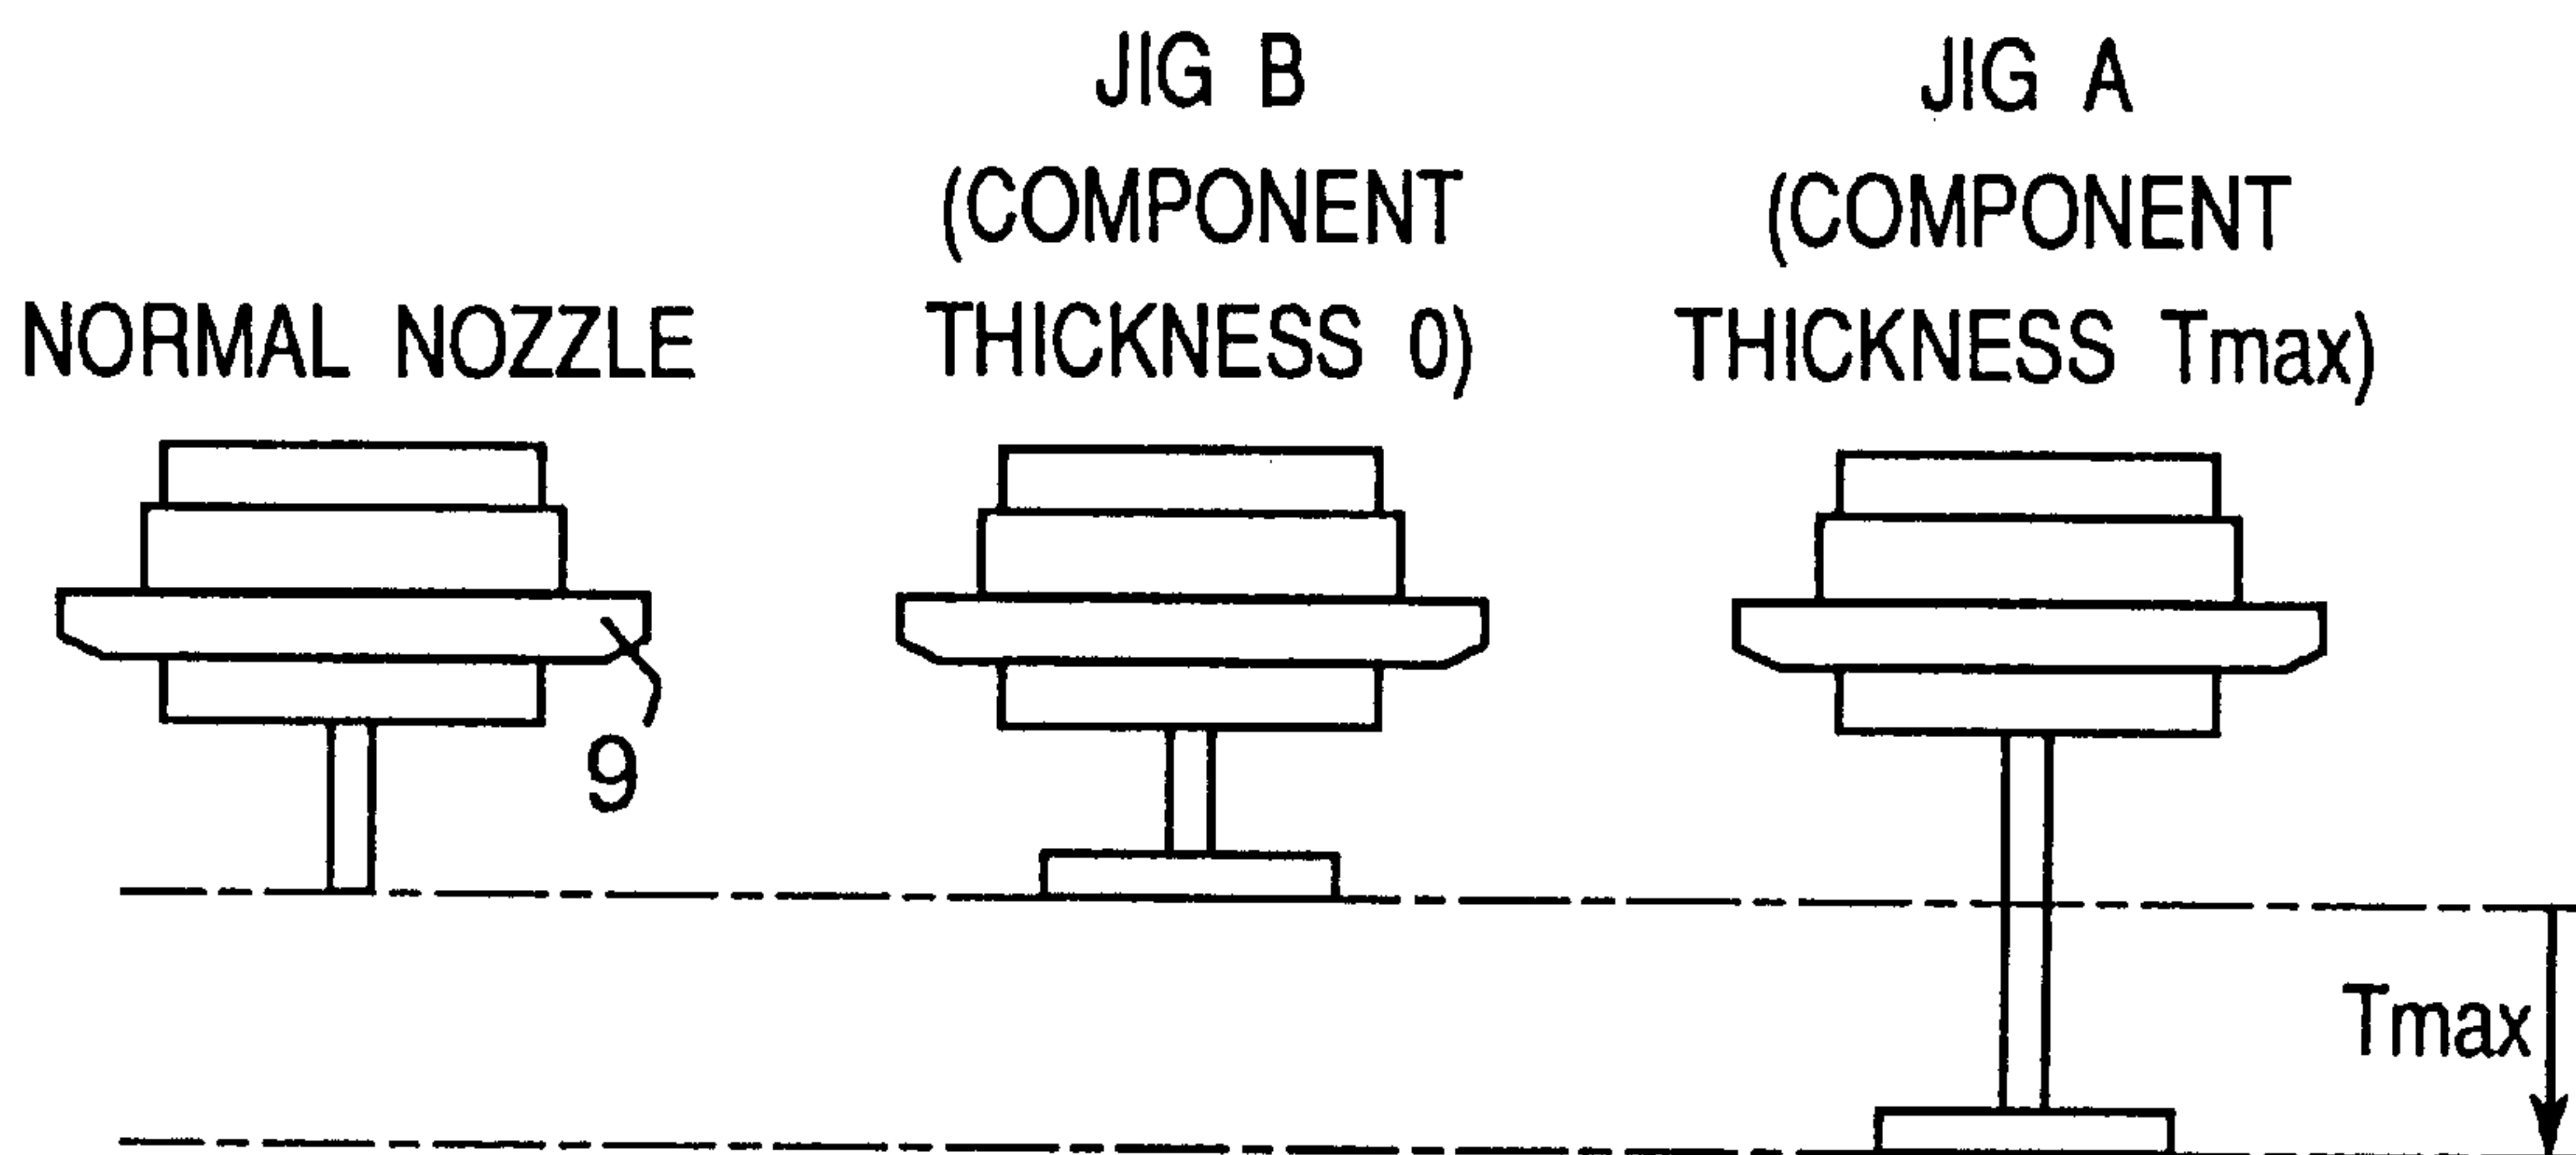 NORMAL NOZZLE
JIG B
(COMPONENT
THICKNESS 0)
JIG A
(COMPONENT
THICKNESS Tmax)
9
Tmax